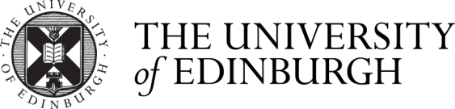 THE UNIVERSITY
OF EDINBURGH
THE UNIVERSITY
of EDINBURGH